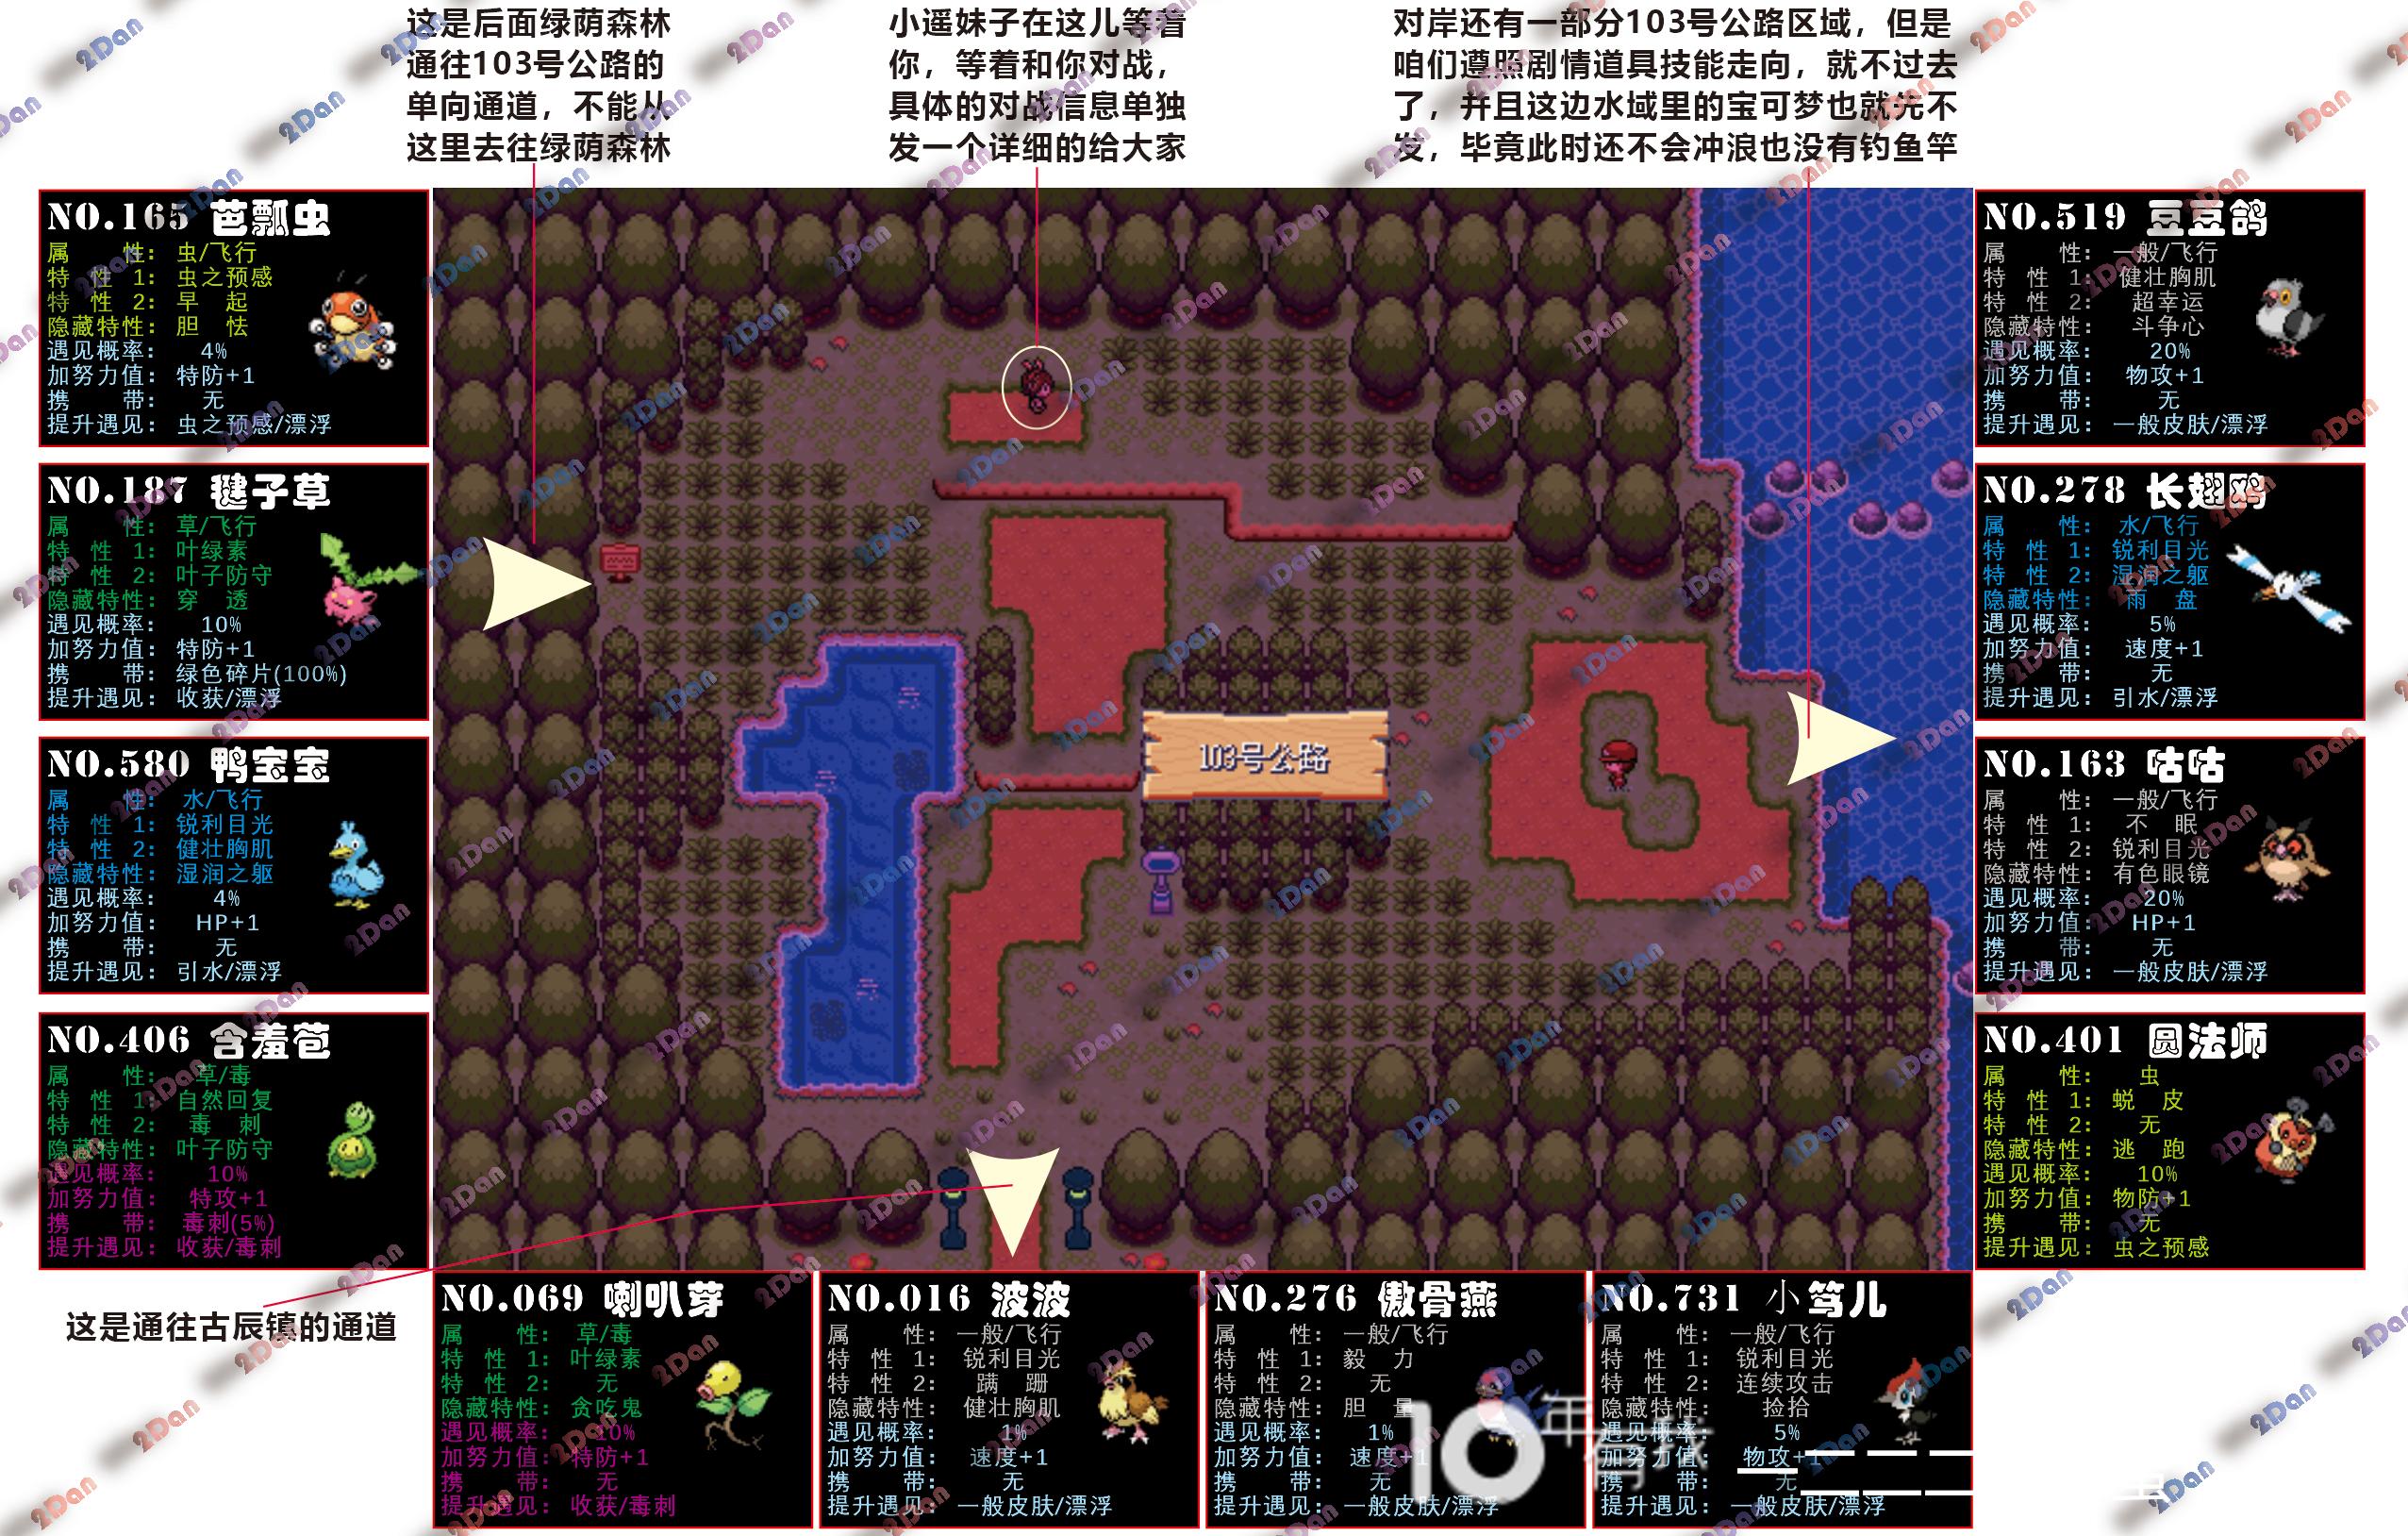 这是后面绿荫森林
通往103号公路的
单向通道，不能从
这里去往绿荫森林
小遥妹子在这儿等着
你，等着和你对战，
具体的对战信息单独
发一个详细的给大家
对岸还有一部分103号公路区域，但是
咱们遵照剧情道具技能走向，就不过去
了，并且这边水域里的宝可梦也就先不
发，毕竟此时还不会冲浪也没有钓鱼竿
NO.165 芭瓢虫
属性：虫/飞行
特性1：虫之预感
特性2：早起
隐藏特性：胆怯
遇见概率：4%
加努力值：特防+1
携带：无
提升遇见：虫之预感/漂浮
NO.187 毽子草
属性：草/飞行
特性1：叶绿素
特性2：叶子防守
隐藏特性：穿透
遇见概率：10%
加努力值：特防+1
携带：绿色碎片(100%)
提升遇见：收获/漂浮
NO.580 鸭宝宝
属性：水/飞行
特性1：锐利目光
特性2：健壮胸肌
隐藏特性：湿润之躯
遇见概率：4%
加努力值：HP+1
携带：无
提升遇见：引水/漂浮
NO.406 含羞苞
属性：草/毒
特性1：自然回复
特性2：毒刺
隐藏特性：叶子防守
遇见概率：10%
加努力值：特攻+1
携带：毒刺(5%)
提升遇见：收获/毒刺
103号公路
NO.519 豆豆鸽
属性：一般/飞行
特性1：健壮胸肌
特性2：超幸运
隐藏特性：斗争心
遇见概率：20%
加努力值：物攻+1
携带：无
提升遇见：一般皮肤/漂浮
NO.278 长翅鸥
属性：水/飞行
特性1：锐利目光
特性2：湿润之躯
隐藏特性：雨盘
遇见概率：5%
加努力值：速度+1
携带：无
提升遇见：引水/漂浮
NO.163 咕咕
属性：一般/飞行
特性1：不眠
特性2：锐利目光
隐藏特性：有色眼镜
遇见概率：20%
加努力值：HP+1
携带：无
提升遇见：一般皮肤/漂浮
NO.401 圆法师
属性：虫
特性1：蜕皮
特性2：无
隐藏特性：逃跑
遇见概率：10%
加努力值：物防+1
携带：无
提升遇见：虫之预感
这是通往古辰镇的通道
NO.069 喇叭芽
属性：草/毒
特性1：叶绿素
特性2：无
隐藏特性：贪吃鬼
遇见概率：10%
加努力值：特防+1
携带：无
提升遇见：收获/毒刺
NO.016 波波
属性：一般/飞行
特性1：锐利目光
特性2：蹒跚
隐藏特性：健壮胸肌
遇见概率：1%
加努力值：速度+1
携带：无
提升遇见：一般皮肤/漂浮
NO.276 傲骨燕
属性：一般/飞行
特性1：毅力
特性2：无
隐藏特性：胆量
遇见概率：1%
加努力值：速度+1
携带：无
提升遇见：一般皮肤/漂浮
NO.731 小笃儿
属性：一般/飞行
特性1：锐利目光
特性2：连续攻击
隐藏特性：捡拾
遇见概率：5%
加努力值：物攻+1
携带：无
提升遇见：一般皮肤/漂浮
10年有我
2Dan